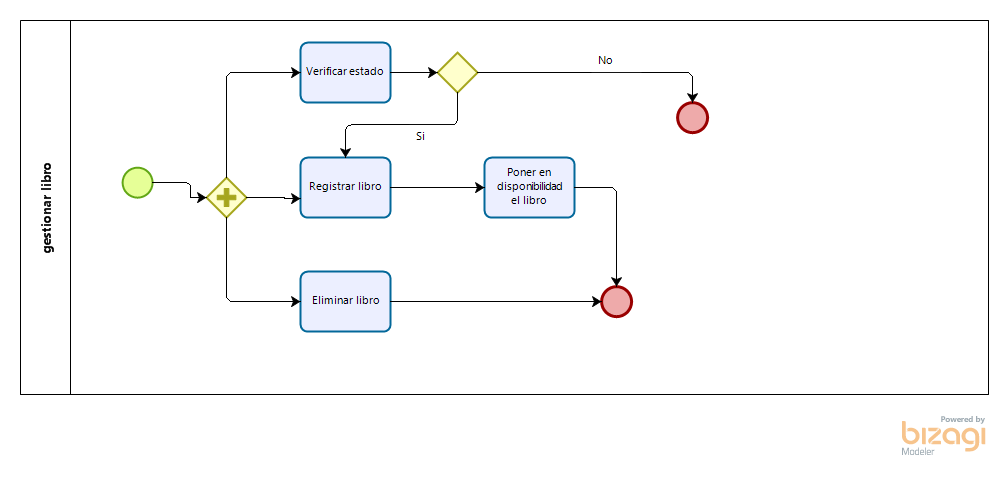 gestionar libro
Verificar estado
No
Si
Registrar libro
Poner en
disponibilidad
el libro
Eliminar libro
Powered by
bizagi
Modeler